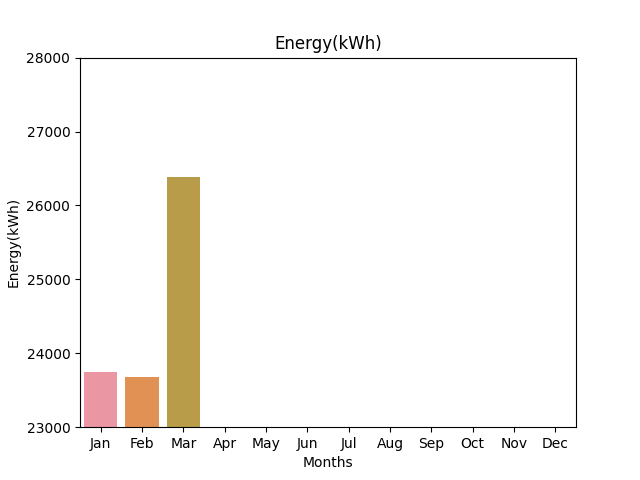 Energy(kWh)
28000
27000
26000
25000
24000
23000
Energy(kWh)
Jan Feb Mar Apr May Jun Jul Aug Sep Oct Nov Dec
Months